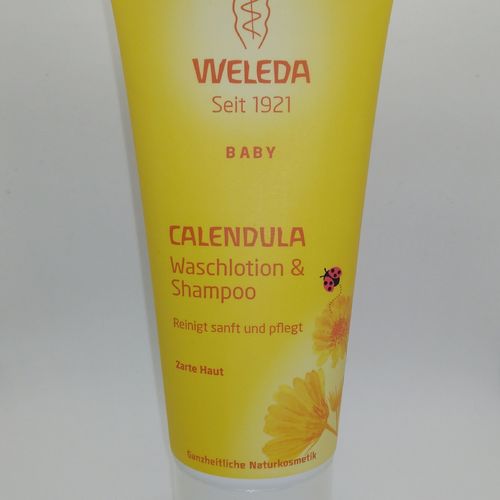 WELEDA
Seit 1921
BABY
CALENDULA
Waschlotion &
Shampoo
Reinigt sanft und pflegt
Zarte Haut
Ganzheitliche Naturkosmetik